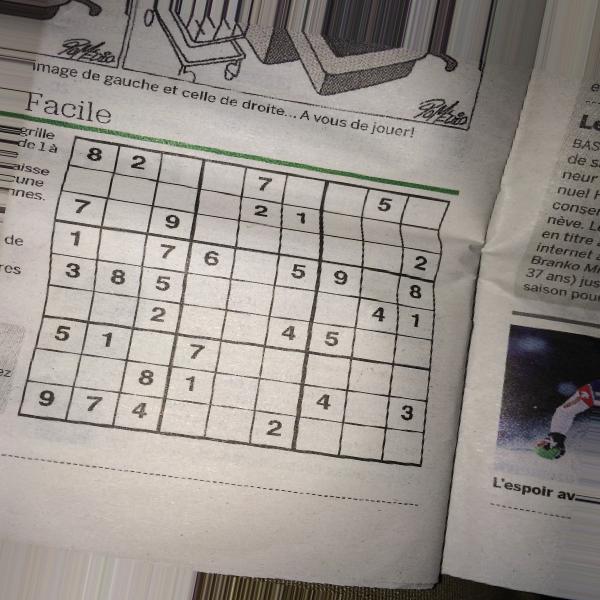 image de gauche et celle de droite... A vous de jouer!
Facile
grille
de 1 à
aisse
une
nnes.
de
res
ez
8 2 7 5
2 1
7 9 2
1 7 6 5 9 8
3 8 5 4 1
2 4 5
5 1 7
8 1 4 3
9 7 4 2
Le
BAS
de s
neur
nuel H
conser
nève. Le
en titre
internet
Branko M
37 ans) jus
saison pou
L'espoir av